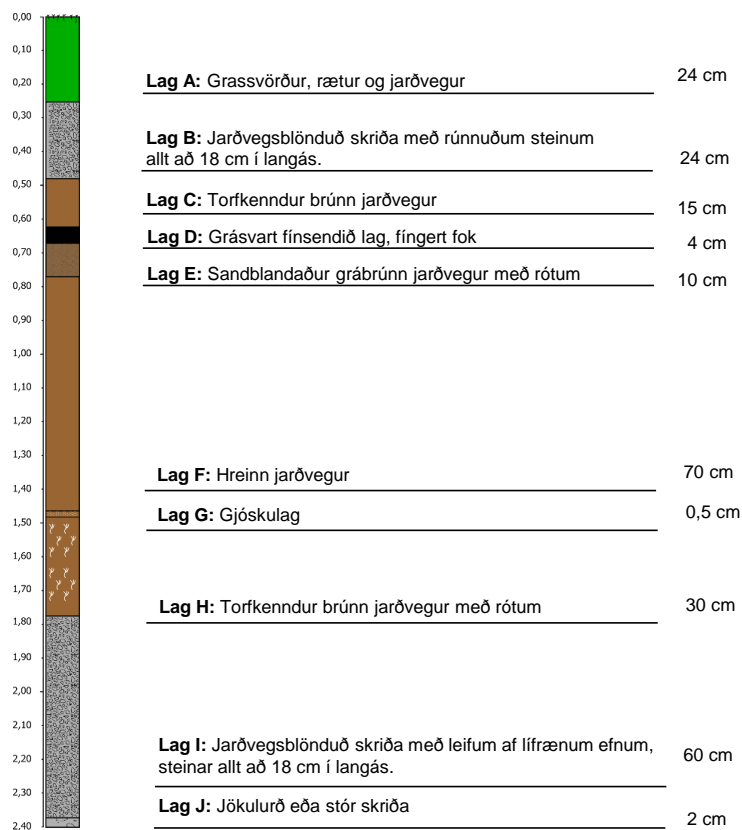 0,00
0,10
0,20
0,30
0,40
0,50
0,60
0,70
0,80
0,90
1,00
1,10
1,20
1,30
1,40
1,50
1,60
1,70
1,80
1,90
2,00
2,10
2,20
2,30
2.40
Lag A: Grassvörður, rætur og jarðvegur 24 cm
Lag B: Jarðvegsblönduð skriða með rúnnuðum steinum
allt að 18 cm í langás. 24 cm
Lag C: Torfkenndur brúnn jarðvegur 15 cm
Lag D: Grásvart fínsendið lag, fíngert fok 4 cm
Lag E: Sandblandaður grábrúnn jarðvegur með rótum 10 cm
Lag F: Hreinn jarðvegur 70 cm
Lag G: Gjóskulag 0,5 cm
Lag H: Torfkenndur brúnn jarðvegur með rótum 30 cm
Lag I: Jarðvegsblönduð skriða með leifum af lífrænum efnum,
steinar allt að 18 cm í langás. 60 cm
Lag J: Jökulurð eða stór skriða 2 cm